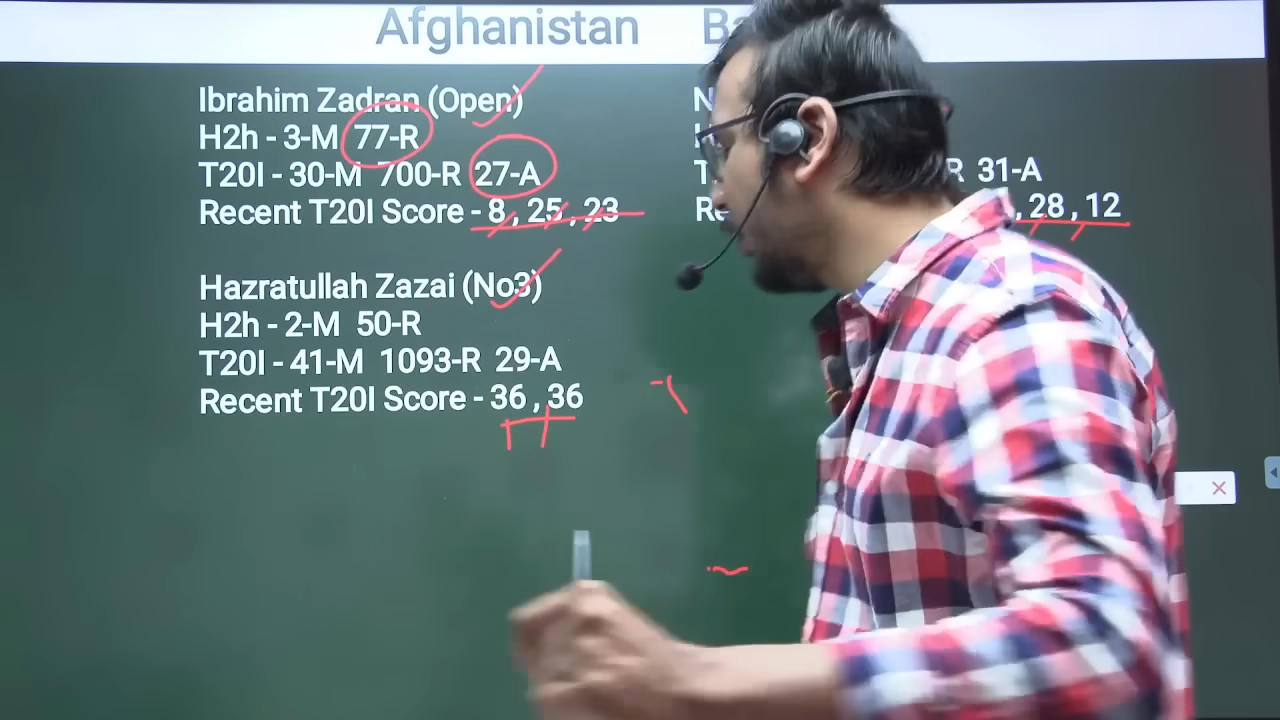 Afghanistan
Ibrahim Zadran (Open)
H2h - 3-M 77-R
T20I - 30-M 700-R 27-A
Recent T20I Score - 8 , 25 , 23
Hazratullah Zazai (No3)
H2h - 2-M 50-R
T20I - 41-M 1093-R 29-A
Recent T20I Score - 36 , 36
R 31-A
, 28 , 12